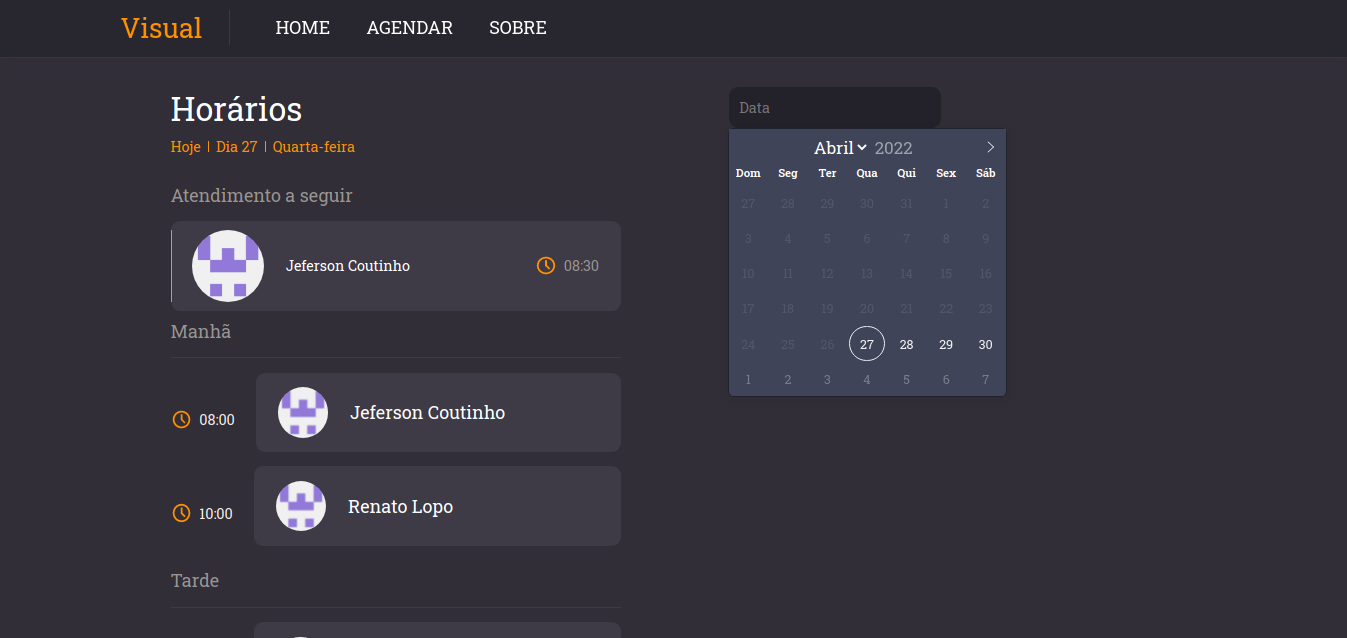 Visual
HOME AGENDAR SOBRE
Horários
Hoje | Dia 27 | Quarta-feira
Atendimento a seguir
Jeferson Coutinho 08:30
Manhã
08:00 Jeferson Coutinho
10:00 Renato Lopo
Tarde
Data
Abril 2022
Dom Seg Ter Qua Qui Sex Sáb
27 28 29 30 31 1 2
3 4 5 6 7 8 9
10 11 12 13 14 15 16
17 18 19 20 21 22 23
24 25 26 27 28 29 30
1 2 3 4 5 6 7